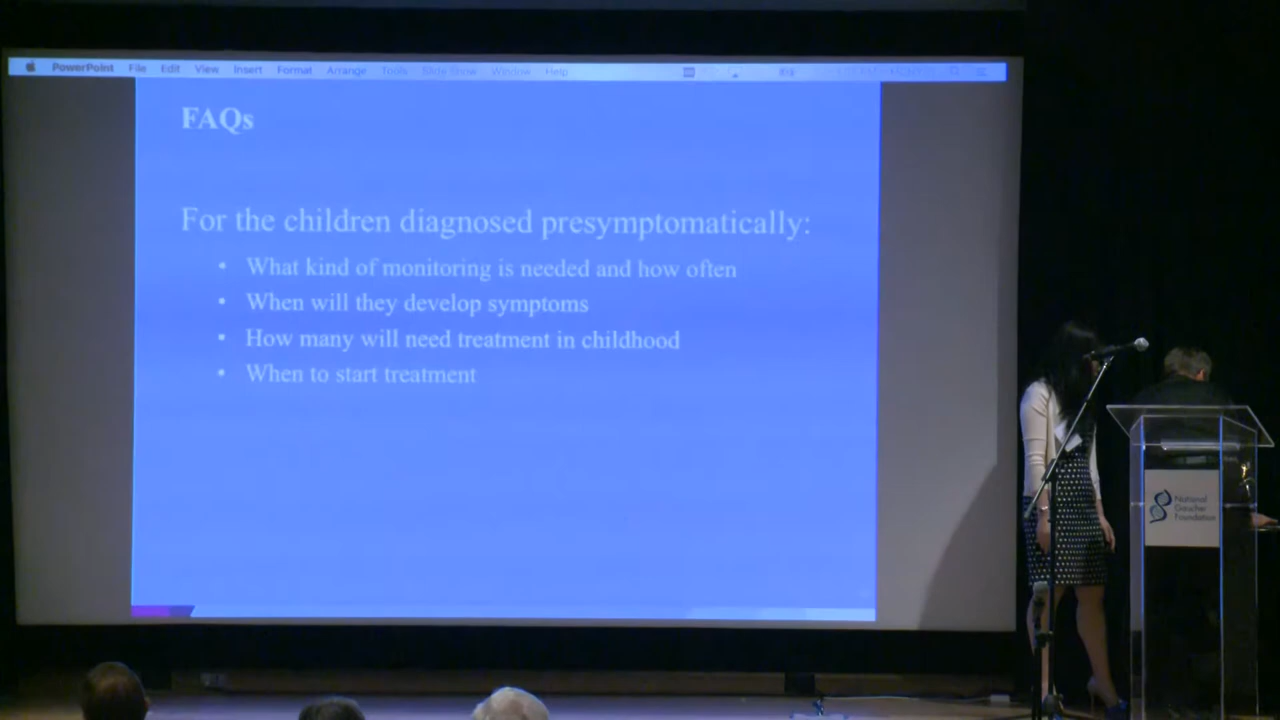 PowerPoint File Edit View Insert Format Arrange Tools Slide Show Window Help
FAQs
For the children diagnosed presymptomatically:
• What kind of monitoring is needed and how often
• When will they develop symptoms
• How many will need treatment in childhood
• When to start treatment
National
Gaucher
Foundation